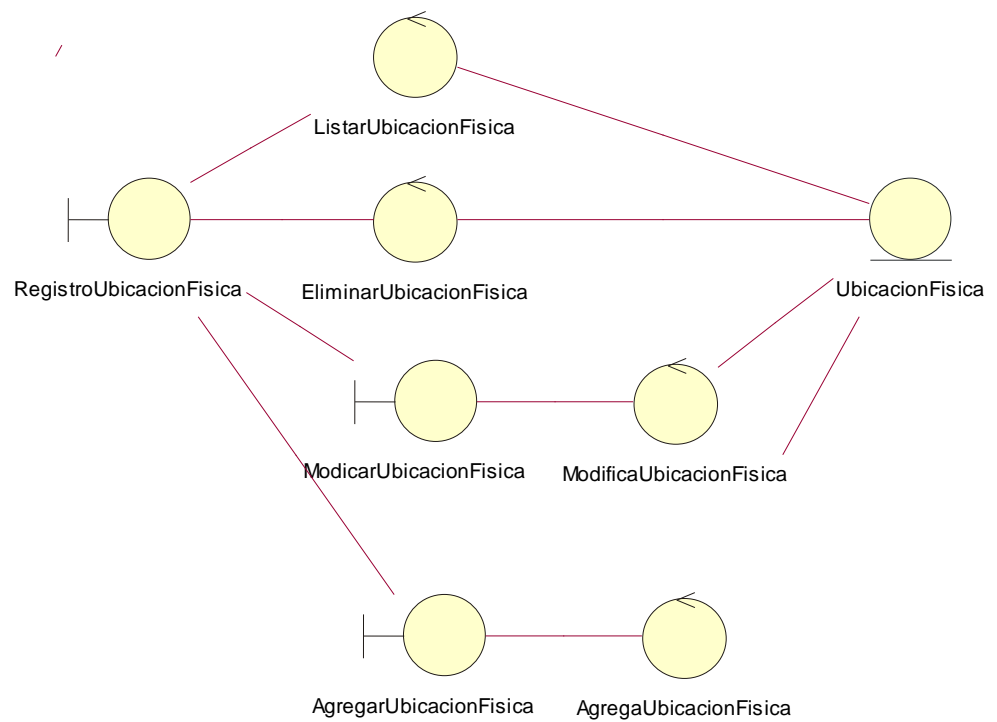 ListarUbicacionFisica
RegistroUbicacionFisica
EliminarUbicacionFisica
UbicacionFisica
ModicarUbicacionFisica
ModificaUbicacionFisica
AgregarUbicacionFisica
AgregaUbicacionFisica